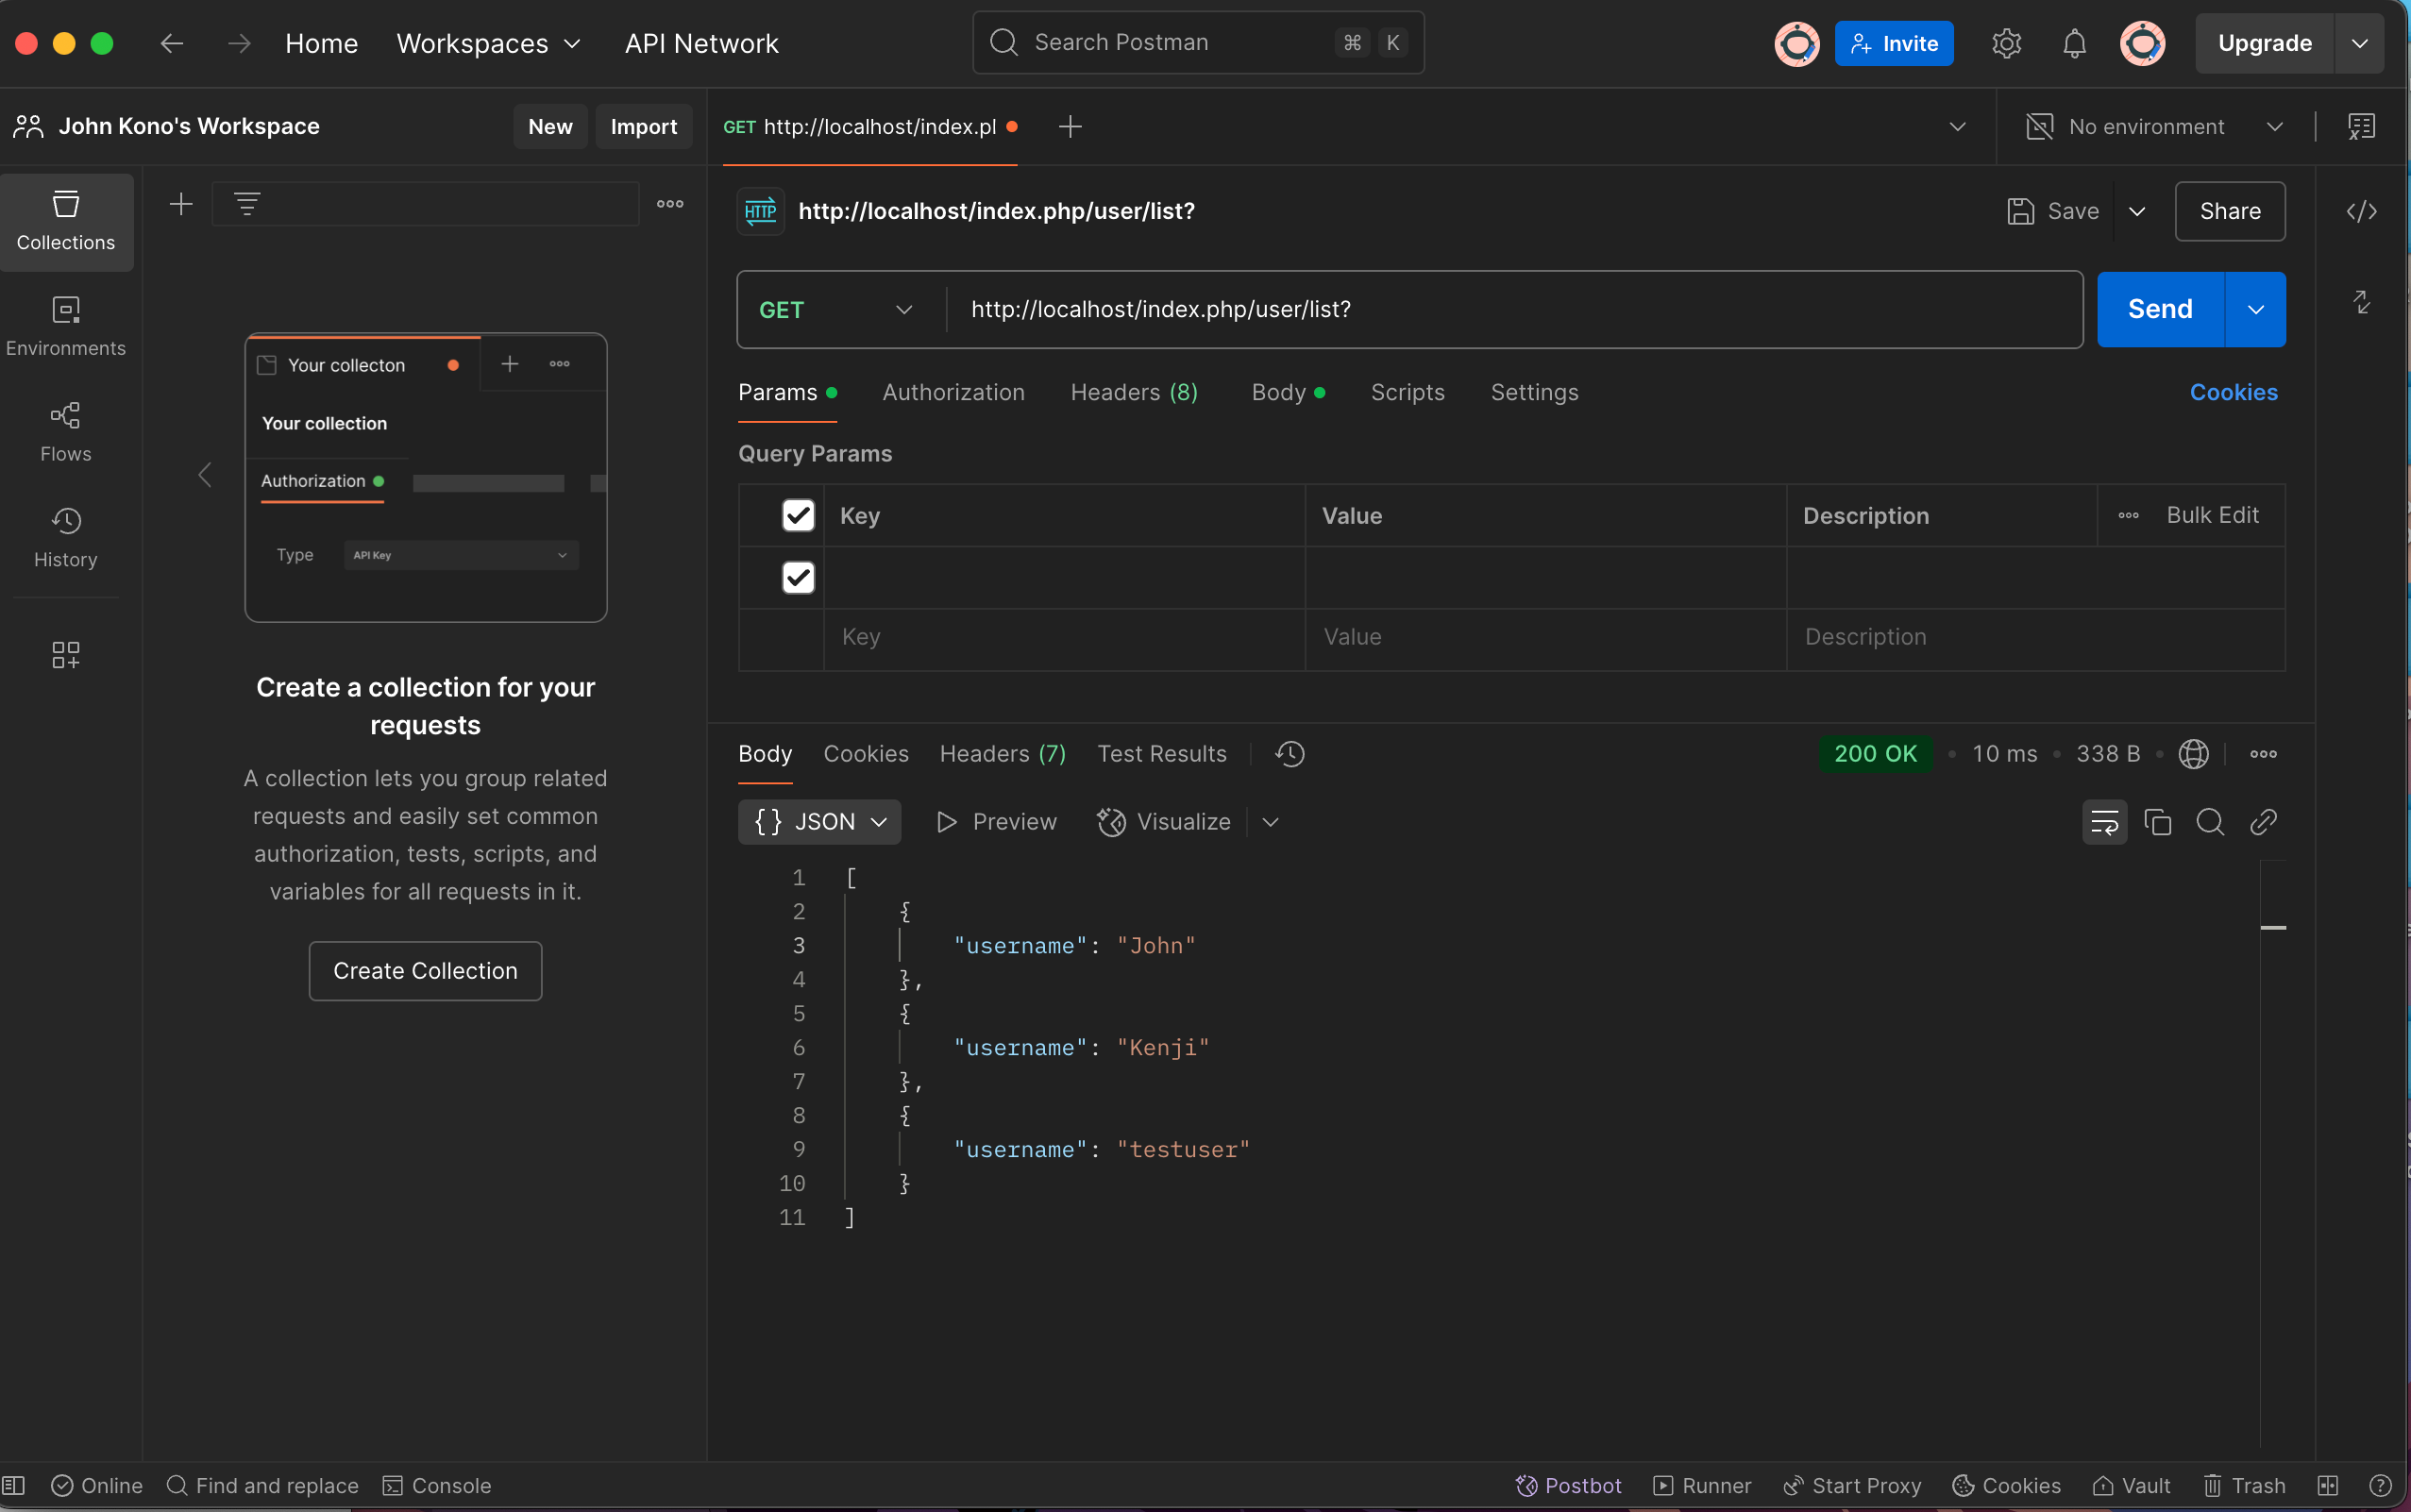 Home Workspaces API Network Search Postman ⌘ K Invite Upgrade
John Kono's Workspace New Import GET http://localhost/index.pl No environment
Collections
Environments
Flows
History
Your collecton
Your collection
Authorization
Type API Key
Create a collection for your
requests
A collection lets you group related
requests and easily set common
authorization, tests, scripts, and
variables for all requests in it.
Create Collection
HTTP http://localhost/index.php/user/list? Save Share
GET http://localhost/index.php/user/list? Send
Params Authorization Headers (8) Body Scripts Settings Cookies
Query Params
Key Value Description Bulk Edit
Key Value Description
Body Cookies Headers (7) Test Results 200 OK 10 ms 338 B
{} JSON Preview Visualize
1 [
2 {
3 "username": "John"
4 },
5 {
6 "username": "Kenji"
7 },
8 {
9 "username": "testuser"
10 }
11 ]
Online Find and replace Console Postbot Runner Start Proxy Cookies Vault Trash